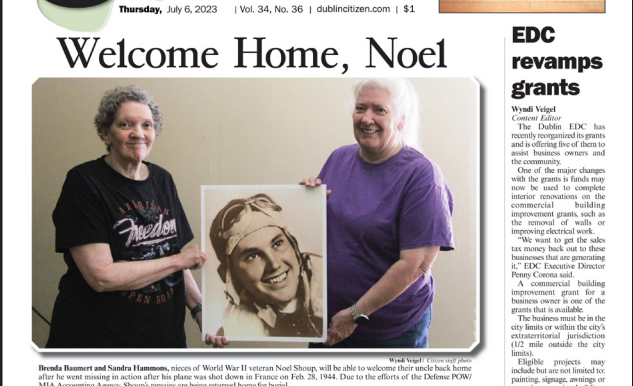 Thursday, July 6, 2023 | Vol. 34, No. 36 | dublincitizen.com | $1
Welcome Home, Noel
Freedom
OPEN ROAD
Wyndi Veigel | Citizen staff photo
Brenda Baumert and Sandra Hammons, nieces of World War II veteran Noel Shoup, will be able to welcome their uncle back home
after he went missing in action after his plane was shot down in France on Feb. 28, 1944. Due to the efforts of the Defense POW/
MIA Accounting Agency, Shoup's remains are being returned home for burial.
EDC
revamps
grants
Wyndi Veigel
Content Editor
The Dublin EDC has
recently reorganized its grants
and is offering five of them to
assist business owners and
the community.
One of the major changes
with the grants is funds may
now be used to complete
interior renovations on the
commercial building
improvement grants, such as
the removal of walls or
improving electrical work.
"We want to get the sales
tax money back out to these
businesses that are generating
it," EDC Executive Director
Penny Corona said.
A commercial building
improvement grant for a
business owner is one of the
grants that is available.
The business must be in the
city limits or within the city's
extraterritorial jurisdiction
(1/2 mile outside the city
limits).
Eligible projects may
include but are not limited to:
painting, signage, awnings or